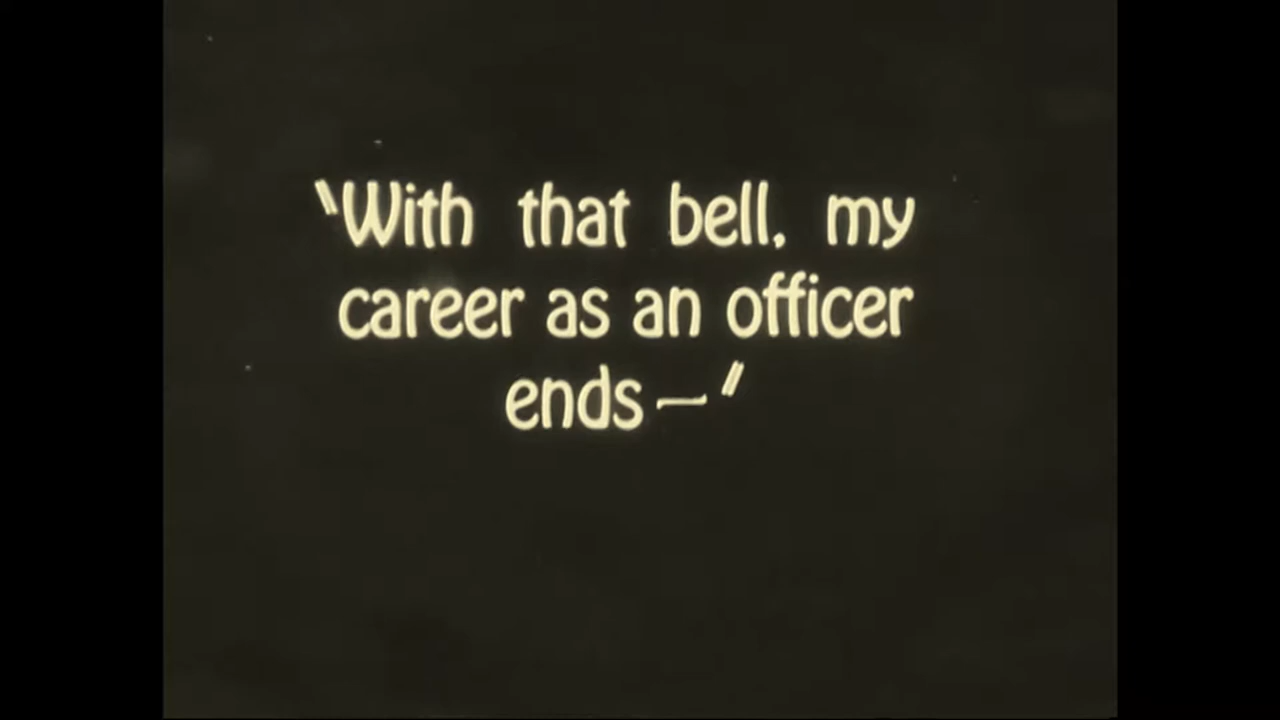 "With that bell, my
career as an officer
ends—"